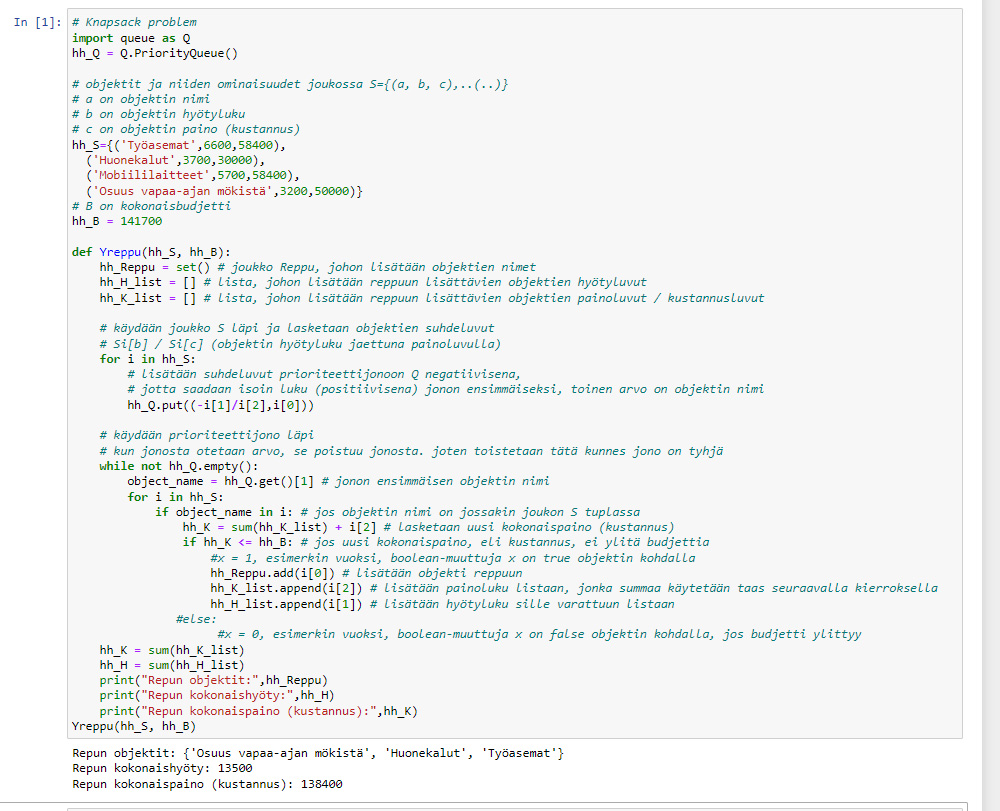 In [1]:
# Knapsack problem
import queue as Q
hh_Q = Q.PriorityQueue()

# objektit ja niiden ominaisuudet joukossa S={(a, b, c),..(..)}
# a on objektin nimi
# b on objektin hyötyluku
# c on objektin paino (kustannus)
hh_S={('Työasemat',6600,58400),
  ('Huonekalut',3700,30000),
  ('Mobiililaitteet',5700,58400),
  ('Osuus vapaa-ajan mökistä',3200,50000)}
# B on kokonaisbudjetti
hh_B = 141700

def Yreppu(hh_S, hh_B):
    hh_Reppu = set() # joukko Reppu, johon lisätään objektien nimet
    hh_H_list = [] # lista, johon lisätään reppuun lisättävien objektien hyötyluvut
    hh_K_list = [] # lista, johon lisätään reppuun lisättävien objektien painoluvut / kustannusluvut

    # käydään joukko S läpi ja lasketaan objektien suhdeluvut
    # Si[b] / Si[c] (objektin hyötyluku jaettuna painoluvulla)
    for i in hh_S:
        # lisätään suhdeluvut prioriteettijonoon Q negatiivisena,
        # jotta saadaan isoin luku (positiivisena) jonon ensimmäiseksi, toinen arvo on objektin nimi
        hh_Q.put((-i[1]/i[2],i[0]))

    # käydään prioriteettijono läpi
    # kun jonosta otetaan arvo, se poistuu jonosta. joten toistetaan tätä kunnes jono on tyhjä
    while not hh_Q.empty():
        object_name = hh_Q.get()[1] # jonon ensimmäisen objektin nimi
        for i in hh_S:
            if object_name in i: # jos objektin nimi on jossakin joukon S tuplassa
                hh_K = sum(hh_K_list) + i[2] # lasketaan uusi kokonaispaino (kustannus)
                if hh_K <= hh_B: # jos uusi kokonaispaino, eli kustannus, ei ylitä budjettia
                    #x = 1, esimerkin vuoksi, boolean-muuttuja x on true objektin kohdalla
                    hh_Reppu.add(i[0]) # lisätään objekti reppuun
                    hh_K_list.append(i[2]) # lisätään painoluku listaan, jonka summaa käytetään taas seuraavalla kierroksella
                    hh_H_list.append(i[1]) # lisätään hyötyluku sille varattuun listaan
               #else:
                     #x = 0, esimerkin vuoksi, boolean-muuttuja x on false objektin kohdalla, jos budjetti ylittyy
    hh_K = sum(hh_K_list)
    hh_H = sum(hh_H_list)
    print("Repun objektit:",hh_Reppu)
    print("Repun kokonaishyöty:",hh_H)
    print("Repun kokonaispaino (kustannus):",hh_K)
Yreppu(hh_S, hh_B)

Repun objektit: {'Osuus vapaa-ajan mökistä', 'Huonekalut', 'Työasemat'}
Repun kokonaishyöty: 13500
Repun kokonaispaino (kustannus): 138400